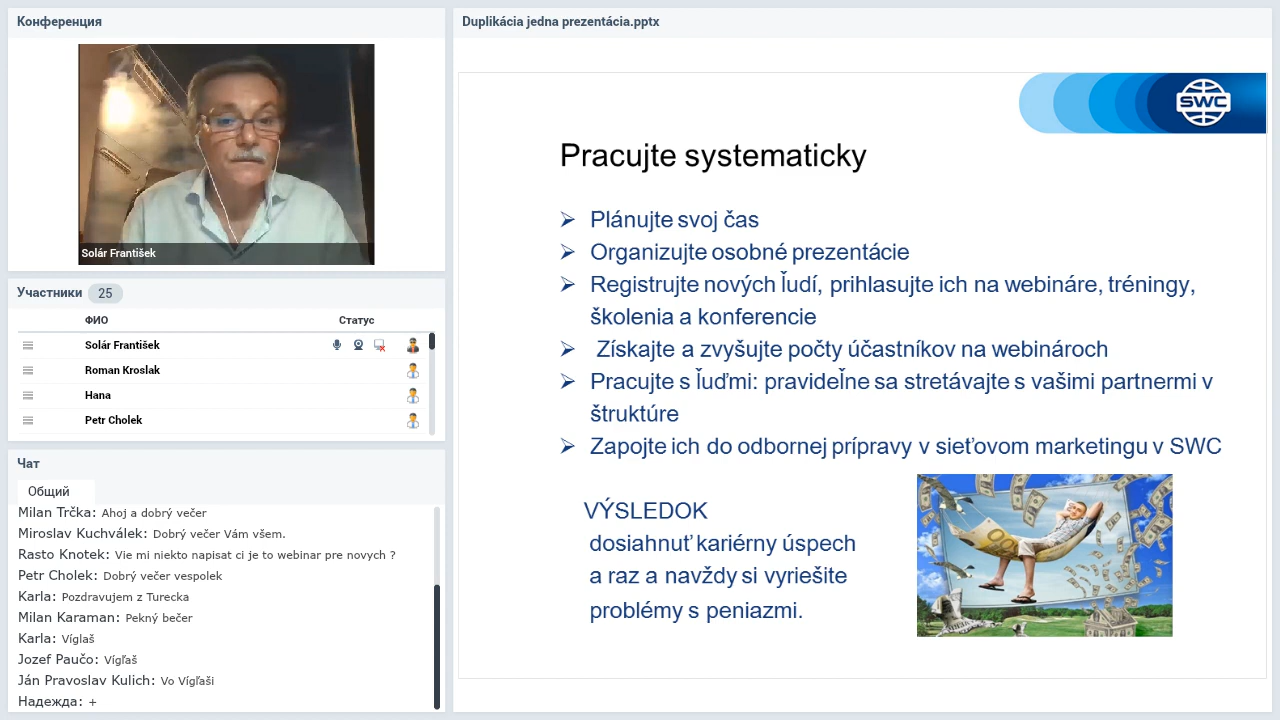 Конференция
Solár František
Участники 25
ФИО Статус
Solár František
Roman Kroslak
Hana
Petr Cholek
Чат
Общий
Milan Trčka: Ahoj a dobrý večer
Miroslav Kuchválek: Dobrý večer Vám všem.
Rasto Knotek: Vie mi niekto napisat ci je to webinar pre novych ?
Petr Cholek: Dobrý večer vespolek
Karla: Pozdravujem z Turecka
Milan Karaman: Pekný bečer
Karla: Víglaš
Jozef Paučo: Vígľaš
Ján Pravoslav Kulich: Vo Vígľaši
Надежда: +
Duplikácia jedna prezentácia.pptx
SWC
Pracujte systematicky
➢ Plánujte svoj čas
➢ Organizujte osobné prezentácie
➢ Registrujte nových ľudí, prihlasujte ich na webináre, tréningy,
školenia a konferencie
➢ Získajte a zvyšujte počty účastníkov na webinároch
➢ Pracujte s ľuďmi: pravideľne sa stretávajte s vašimi partnermi v
štruktúre
➢ Zapojte ich do odbornej prípravy v sieťovom marketingu v SWC
VÝSLEDOK
dosiahnuť kariérny úspech
a raz a navždy si vyriešite
problémy s peniazmi.